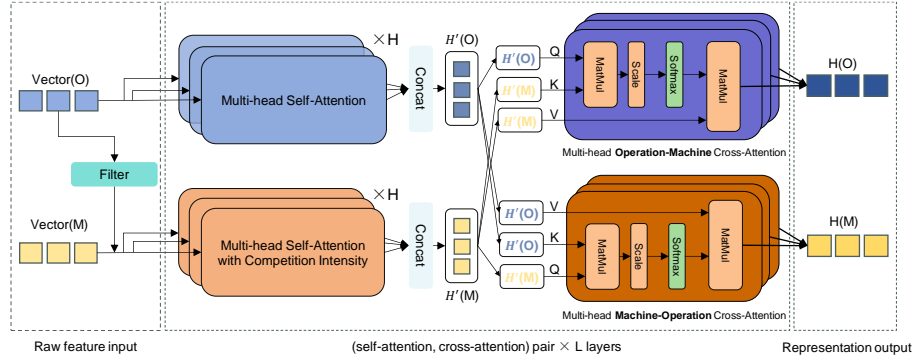 Vector(O)
Filter
Vector(M)
Raw feature input
×H
Multi-head Self-Attention
Concat
H'(O)
×H
Multi-head Self-Attention
with Competition Intensity
Concat
H'(M)
H'(O)
Q
H'(M)
K
H'(M)
V
MatMul
Scale
Softmax
MatMul
Multi-head Operation-Machine Cross-Attention
H'(O)
V
H'(O)
K
H'(M)
Q
MatMul
Scale
Softmax
MatMul
Multi-head Machine-Operation Cross-Attention
(self-attention, cross-attention) pair × L layers
H(O)
H(M)
Representation output